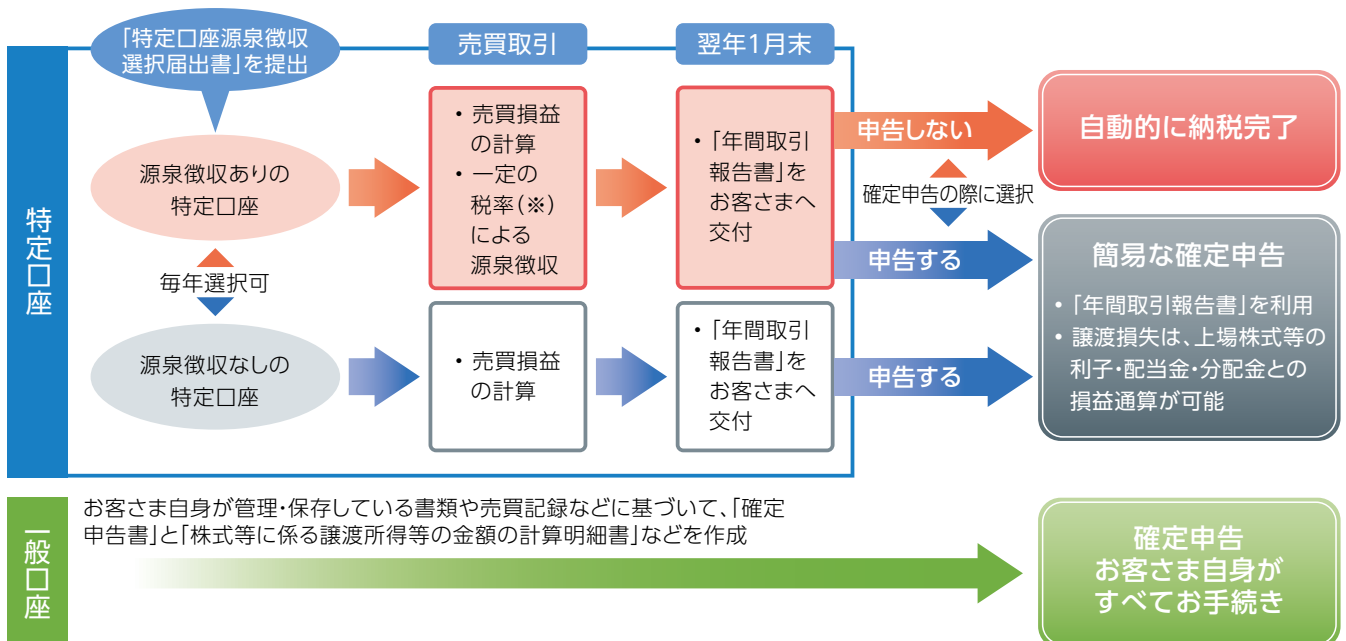 「特定口座源泉徴収
選択届出書」を提出
売買取引
翌年1月末
特定口座
源泉徴収ありの
特定口座
・売買損益
の計算
・一定の
税率(※)
による
源泉徴収
・「年間取引
報告書」を
お客さまへ
交付
申告しない
自動的に納税完了
確定申告の際に選択
申告する
毎年選択可
源泉徴収なしの
特定口座
・売買損益
の計算
・「年間取引
報告書」を
お客さまへ
交付
申告する
簡易な確定申告
・「年間取引報告書」を利用
・譲渡損失は、上場株式等の
利子・配当金・分配金との
損益通算が可能
一般口座
お客さま自身が管理・保存している書類や売買記録などに基づいて、「確定
申告書」と「株式等に係る譲渡所得等の金額の計算明細書」などを作成
確定申告
お客さま自身が
すべてお手続き